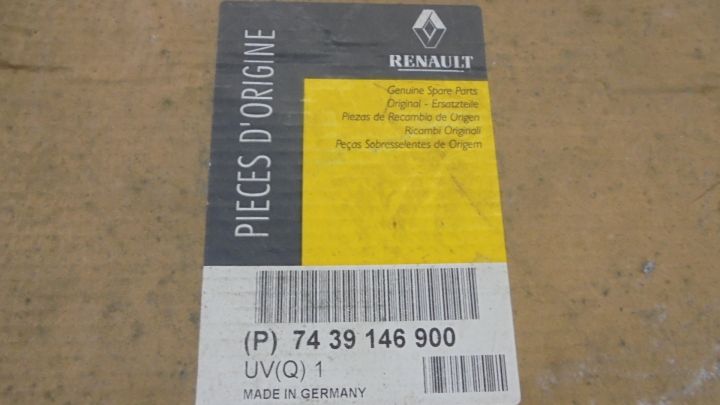 PIECES D'ORIGINE
RENAULT
Genuine Spare Parts
Original - Ersatzteile
Piezas de Recambio de Origen
Ricambi Originali
Peças Sobresselentes de Origem
(P) 74 39 146 900
UV(Q) 1
MADE IN GERMANY